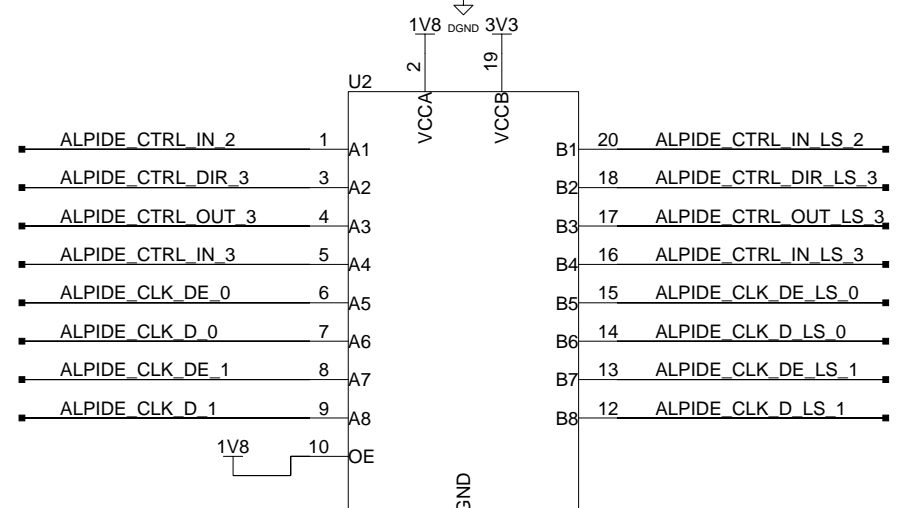 1V8 DGND 3V3
2 19
U2
VCCA VCCB
ALPIDE_CTRL_IN_2 1 A1 B1 20 ALPIDE_CTRL_IN_LS_2
ALPIDE_CTRL_DIR_3 3 A2 B2 18 ALPIDE_CTRL_DIR_LS_3
ALPIDE_CTRL_OUT_3 4 A3 B3 17 ALPIDE_CTRL_OUT_LS_3
ALPIDE_CTRL_IN_3 5 A4 B4 16 ALPIDE_CTRL_IN_LS_3
ALPIDE_CLK_DE_0 6 A5 B5 15 ALPIDE_CLK_DE_LS_0
ALPIDE_CLK_D_0 7 A6 B6 14 ALPIDE_CLK_D_LS_0
ALPIDE_CLK_DE_1 8 A7 B7 13 ALPIDE_CLK_DE_LS_1
ALPIDE_CLK_D_1 9 A8 B8 12 ALPIDE_CLK_D_LS_1
1V8 10 OE
GND